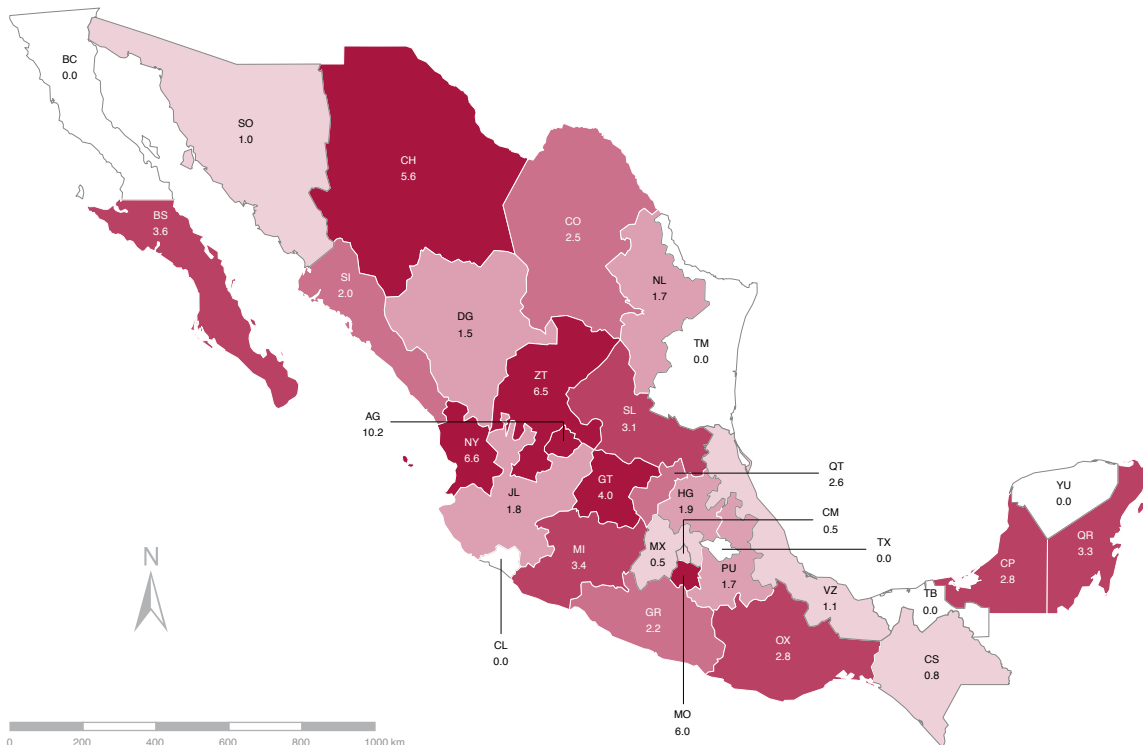 BC
0.0
SO
1.0
CH
5.6
BS
3.6
CO
2.5
SI
2.0
NL
1.7
DG
1.5
TM
0.0
ZT
6.5
AG
10.2
SL
3.1
NY
6.6
QT
2.6
GT
4.0
JL
1.8
HG
1.9
YU
0.0
CM
0.5
QR
3.3
MX
0.5
TX
0.0
MI
3.4
PU
1.7
CP
2.8
N
VZ
1.1
TB
0.0
GR
2.2
OX
2.8
CL
0.0
CS
0.8
MO
6.0
0 200 400 600 800 1000 km